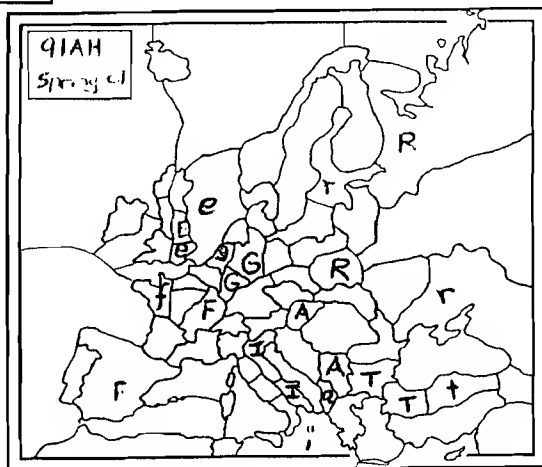 91AH
Spring 01
R
r
e
E
e g G
G R
f F r
A
I
F A T T t
I a
i